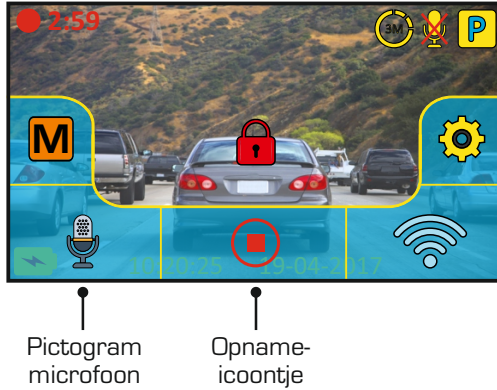 2:59
3M
P
M
10:20:25 19-04-2017
Pictogram
microfoon
Opname-
icoontje